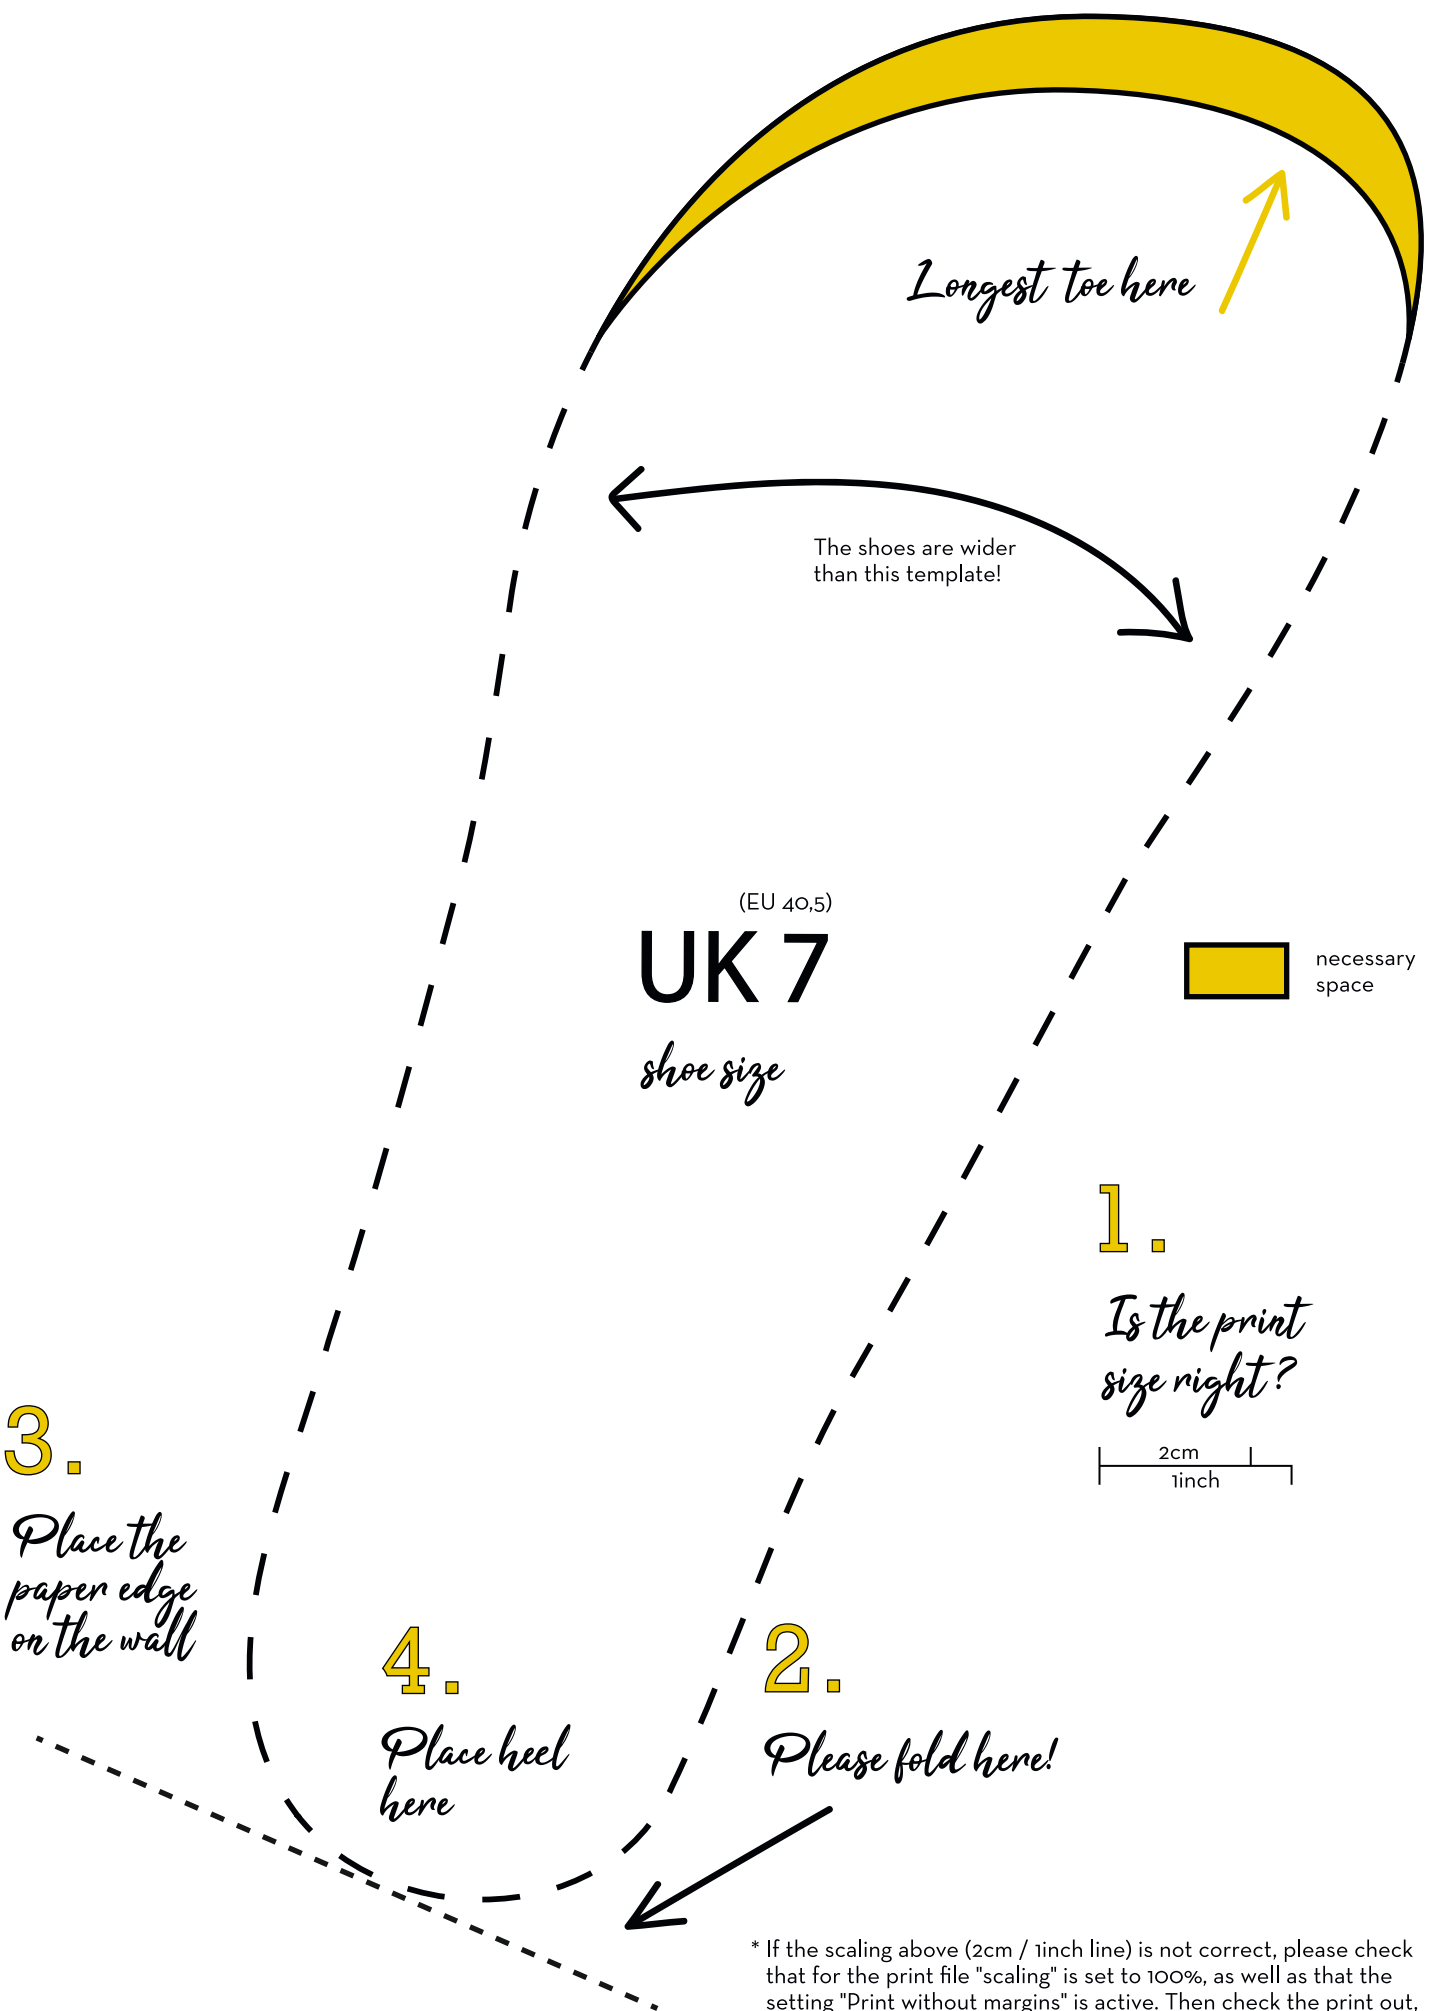 Longest toe here
The shoes are wider
than this template!
(EU 40,5)
UK 7
shoe size
necessary
space
1.
Is the print
size right?
2cm
1inch
3.
Place the
paper edge
on the wall
4.
Place heel
here
2.
Please fold here!
* If the scaling above (2cm / 1inch line) is not correct, please check
that for the print file "scaling" is set to 100%, as well as that the
setting "Print without margins" is active. Then check the print out,